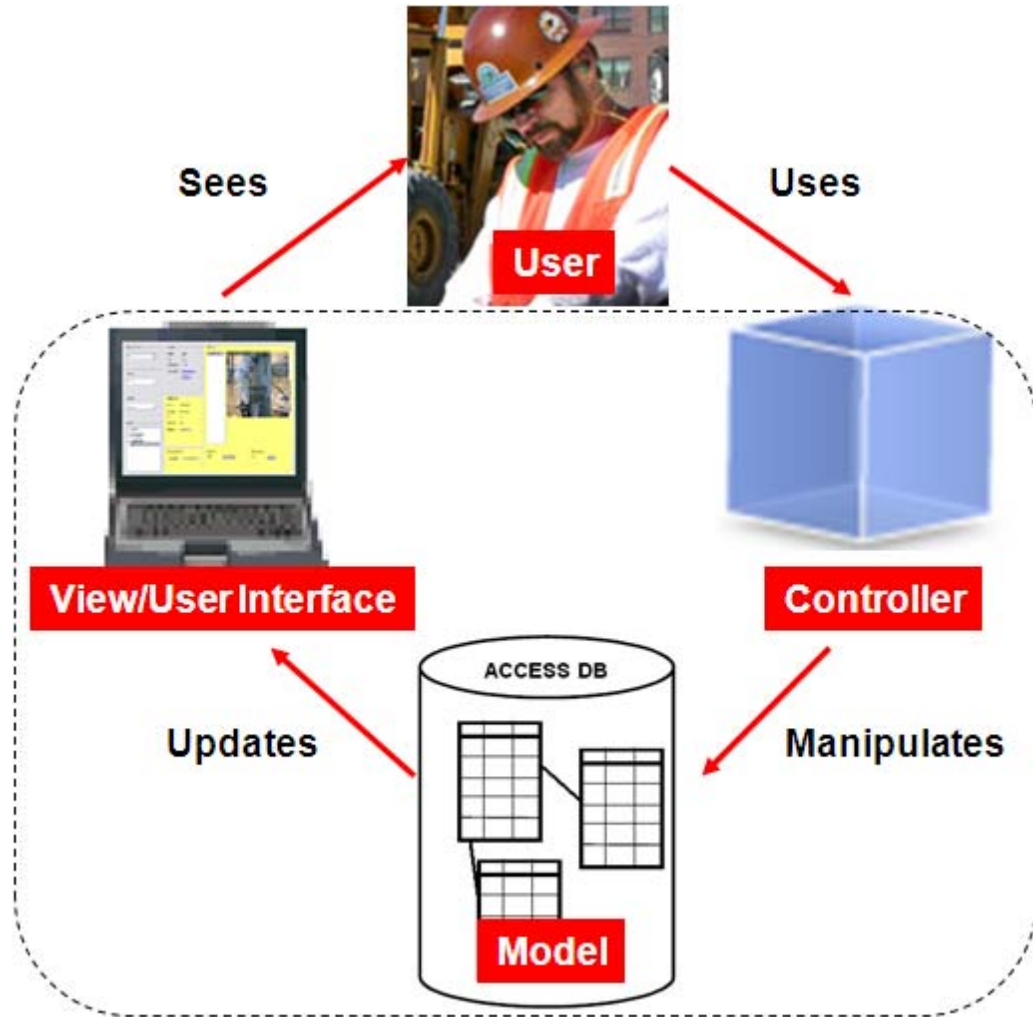 Sees
Uses
User
View/User Interface
Controller
ACCESS DB
Updates
Manipulates
Model